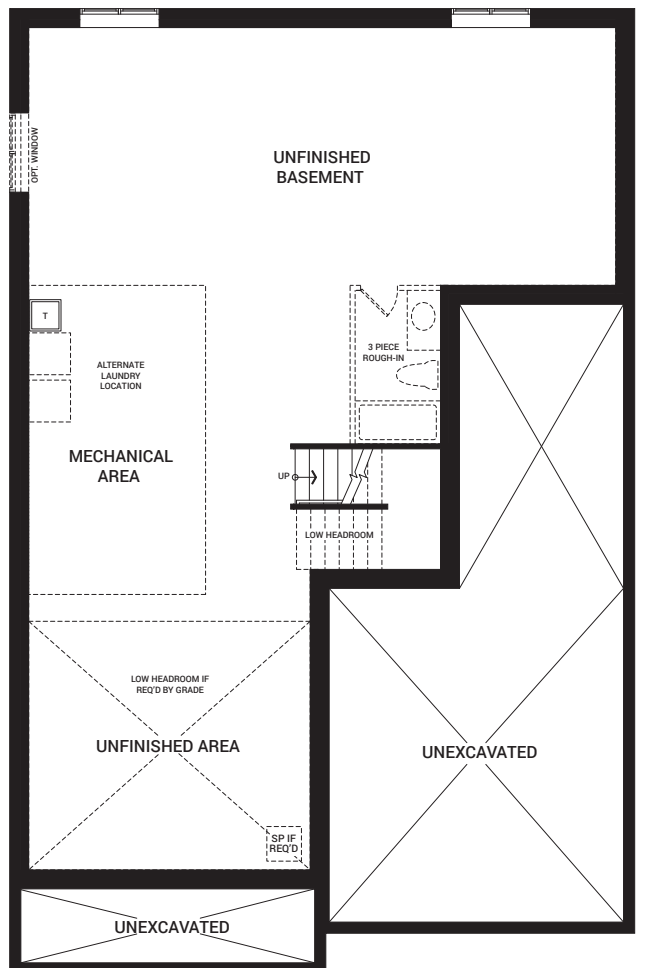 OPT. WINDOW
UNFINISHED
BASEMENT
T
ALTERNATE
LAUNDRY
LOCATION
3 PIECE
ROUGH-IN
MECHANICAL
AREA
UP
LOW HEADROOM
LOW HEADROOM IF
REQ'D BY GRADE
UNFINISHED AREA
UNEXCAVATED
SP IF
REQ'D
UNEXCAVATED